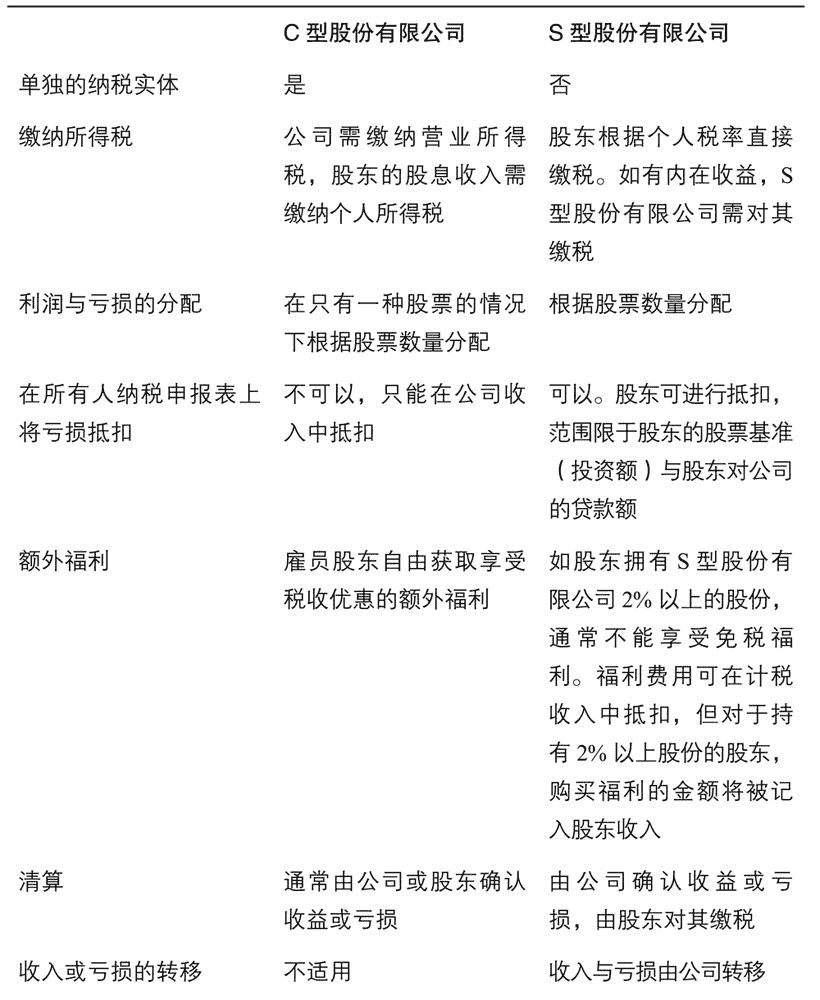 C 型股份有限公司 S 型股份有限公司
单独的纳税实体 是 否
缴纳所得税 公司需缴纳营业所得 股东根据个人税率直接
税，股东的股息收入需 缴税。如有内在收益，S
缴纳个人所得税 型股份有限公司需对其
缴税
利润与亏损的分配 在只有一种股票的情况 根据股票数量分配
下根据股票数量分配
在所有人纳税申报表上 不可以，只能在公司收 可以。股东可进行抵扣，
将亏损抵扣 入中抵扣 范围限于股东的股票基准
（投资额）与股东对公司
的贷款额
额外福利 雇员股东自由获取享受 如股东拥有 S 型股份有
税收优惠的额外福利 限公司 2% 以上的股份，
通常不能享受免税福
利。福利费用可在计税
收入中抵扣，但对于持
有 2% 以上股份的股东，
购买福利的金额将被记
入股东收入
清算 通常由公司或股东确认 由公司确认收益或亏
收益或亏损 损，由股东对其缴税
收入或亏损的转移 不适用 收入与亏损由公司转移